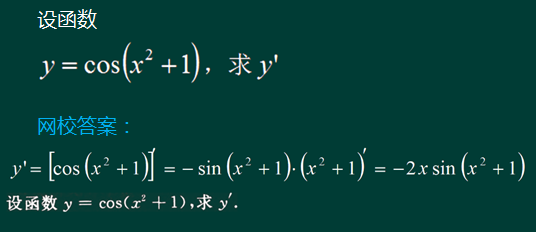 设函数
y = cos(x² + 1), 求 y'
网校答案：
y' = [cos(x² + 1)]' = − sin(x² + 1)·(x² + 1)' = −2x sin(x² + 1)
设函数 y = cos(x² + 1),求 y′.